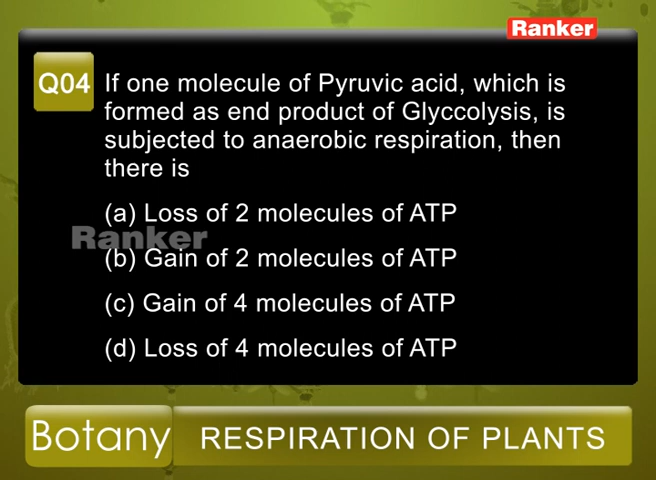 Ranker
Q04 If one molecule of Pyruvic acid, which is
formed as end product of Glyccolysis, is
subjected to anaerobic respiration, then
there is
(a) Loss of 2 molecules of ATP
Ranker
(b) Gain of 2 molecules of ATP
(c) Gain of 4 molecules of ATP
(d) Loss of 4 molecules of ATP
Botany RESPIRATION OF PLANTS